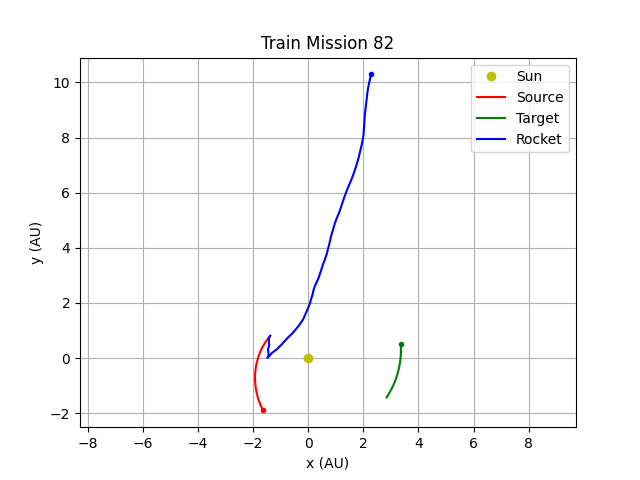 Train Mission 82
Sun
Source
Target
Rocket
10
8
6
4
2
0
−2
y (AU)
−8 −6 −4 −2 0 2 4 6 8
x (AU)